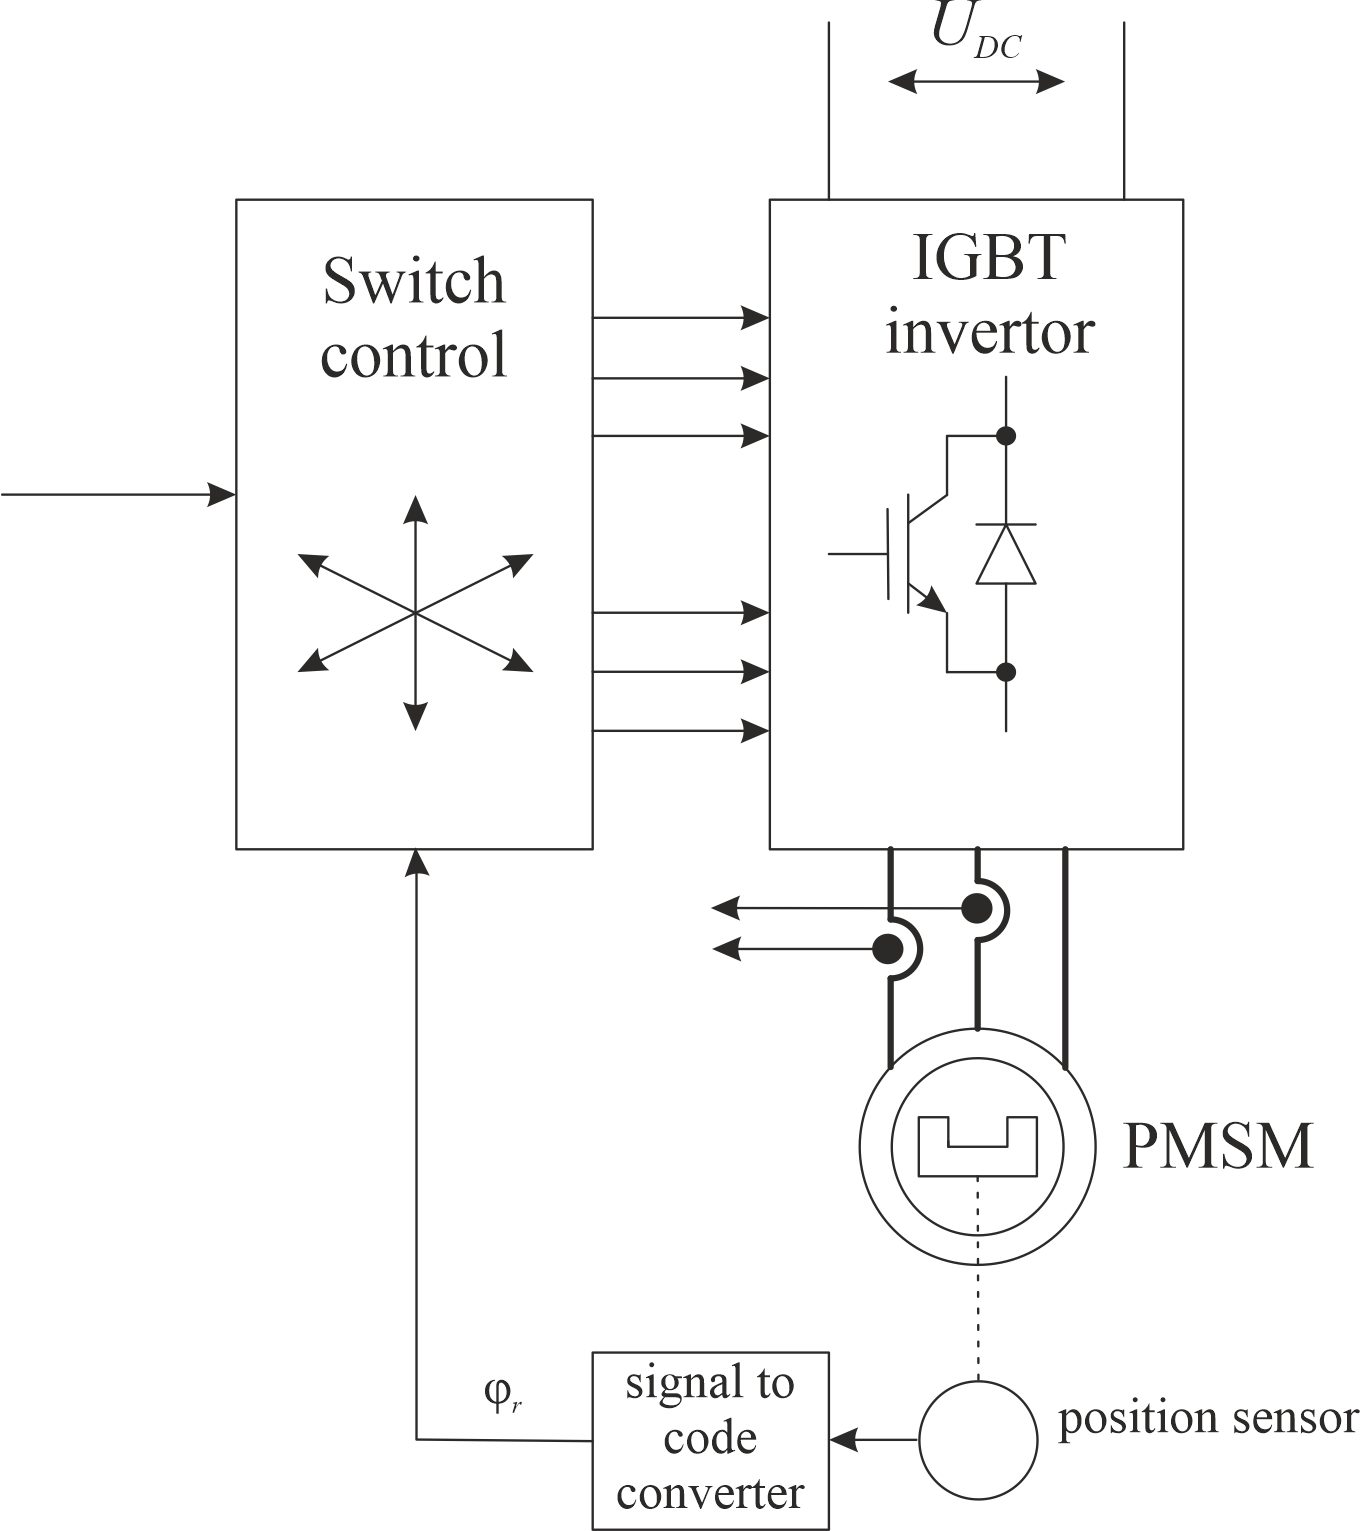 U_DC
Switch
control
IGBT
invertor
PMSM
φ_r
signal to
code
converter
position sensor